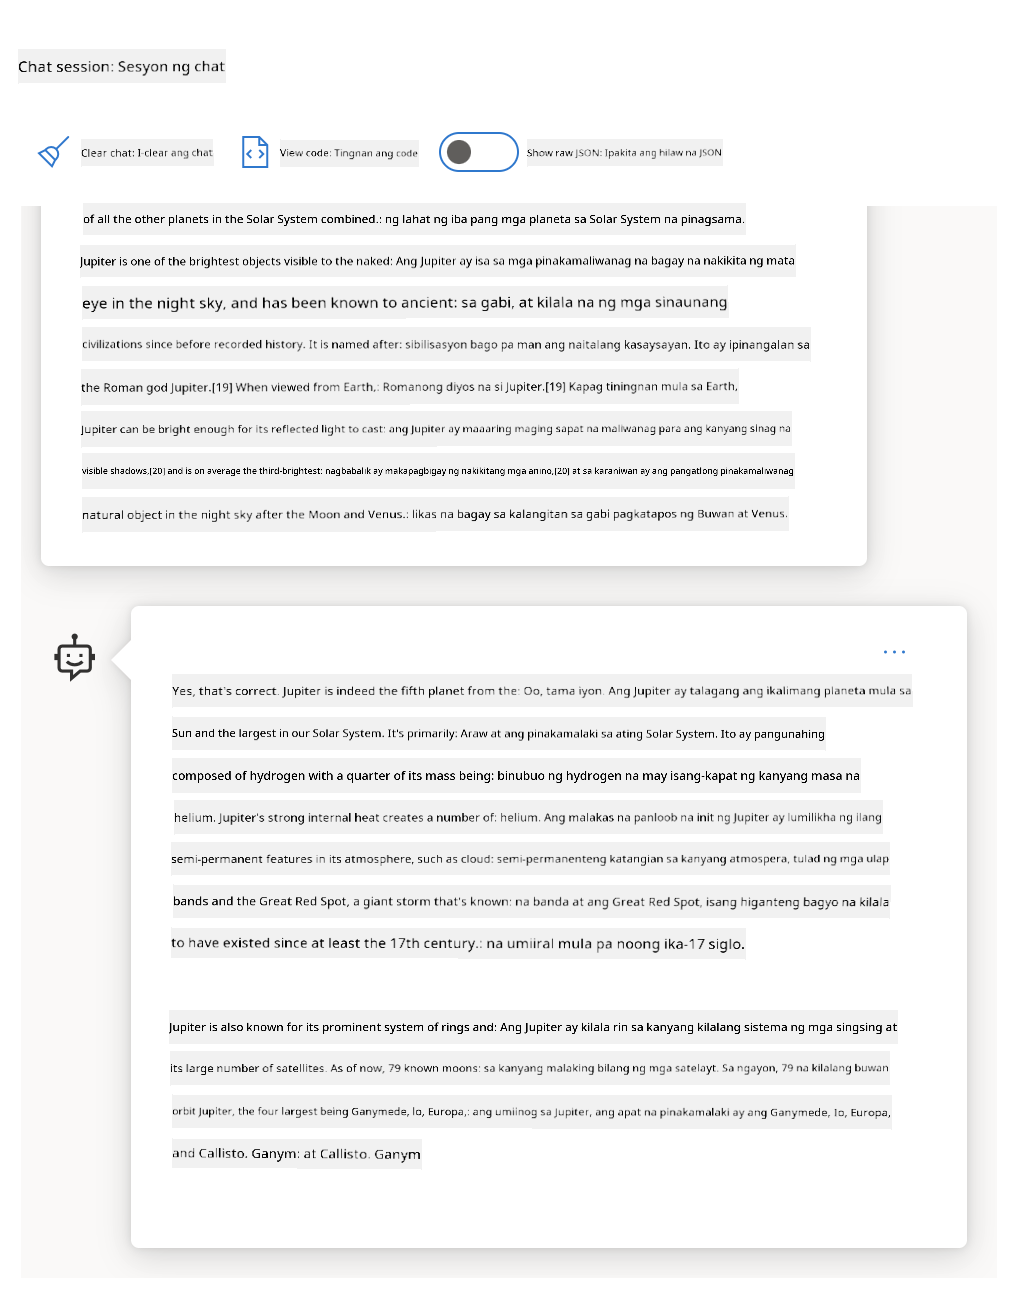 Chat session: Sesyon ng chat
Clear chat: I-clear ang chat
View code: Tingnan ang code
Show raw JSON: Ipakita ang hilaw na JSON
of all the other planets in the Solar System combined.: ng lahat ng iba pang mga planeta sa Solar System na pinagsama.
Jupiter is one of the brightest objects visible to the naked: Ang Jupiter ay isa sa mga pinakamaliwanag na bagay na nakikita ng mata
eye in the night sky, and has been known to ancient: sa gabi, at kilala na ng mga sinaunang
civilizations since before recorded history. It is named after: sibilisasyon bago pa man ang naitalang kasaysayan. Ito ay ipinangalan sa
the Roman god Jupiter.[19] When viewed from Earth,: Romanong diyos na si Jupiter.[19] Kapag tiningnan mula sa Earth,
Jupiter can be bright enough for its reflected light to cast: ang Jupiter ay maaaring maging sapat na maliwanag para ang kanyang sinag na
visible shadows,[20] and is on average the third-brightest: nagbabalik ay makapagbigay ng nakikitang mga anino,[20] at sa karaniwan ay ang pangatlong pinakamaliwanag
natural object in the night sky after the Moon and Venus.: likas na bagay sa kalangitan sa gabi pagkatapos ng Buwan at Venus.
Yes, that's correct. Jupiter is indeed the fifth planet from the: Oo, tama iyon. Ang Jupiter ay talagang ang ikalimang planeta mula sa
Sun and the largest in our Solar System. It's primarily: Araw at ang pinakamalaki sa ating Solar System. Ito ay pangunahing
composed of hydrogen with a quarter of its mass being: binubuo ng hydrogen na may isang-kapat ng kanyang masa na
helium. Jupiter's strong internal heat creates a number of: helium. Ang malakas na panloob na init ng Jupiter ay lumilikha ng ilang
semi-permanent features in its atmosphere, such as cloud: semi-permanenteng katangian sa kanyang atmospera, tulad ng mga ulap
bands and the Great Red Spot, a giant storm that's known: na banda at ang Great Red Spot, isang higanteng bagyo na kilala
to have existed since at least the 17th century.: na umiiral mula pa noong ika-17 siglo.
Jupiter is also known for its prominent system of rings and: Ang Jupiter ay kilala rin sa kanyang kilalang sistema ng mga singsing at
its large number of satellites. As of now, 79 known moons: sa kanyang malaking bilang ng mga satelayt. Sa ngayon, 79 na kilalang buwan
orbit Jupiter, the four largest being Ganymede, lo, Europa,: ang umiinog sa Jupiter, ang apat na pinakamalaki ay ang Ganymede, Io, Europa,
and Callisto. Ganym: at Callisto. Ganym